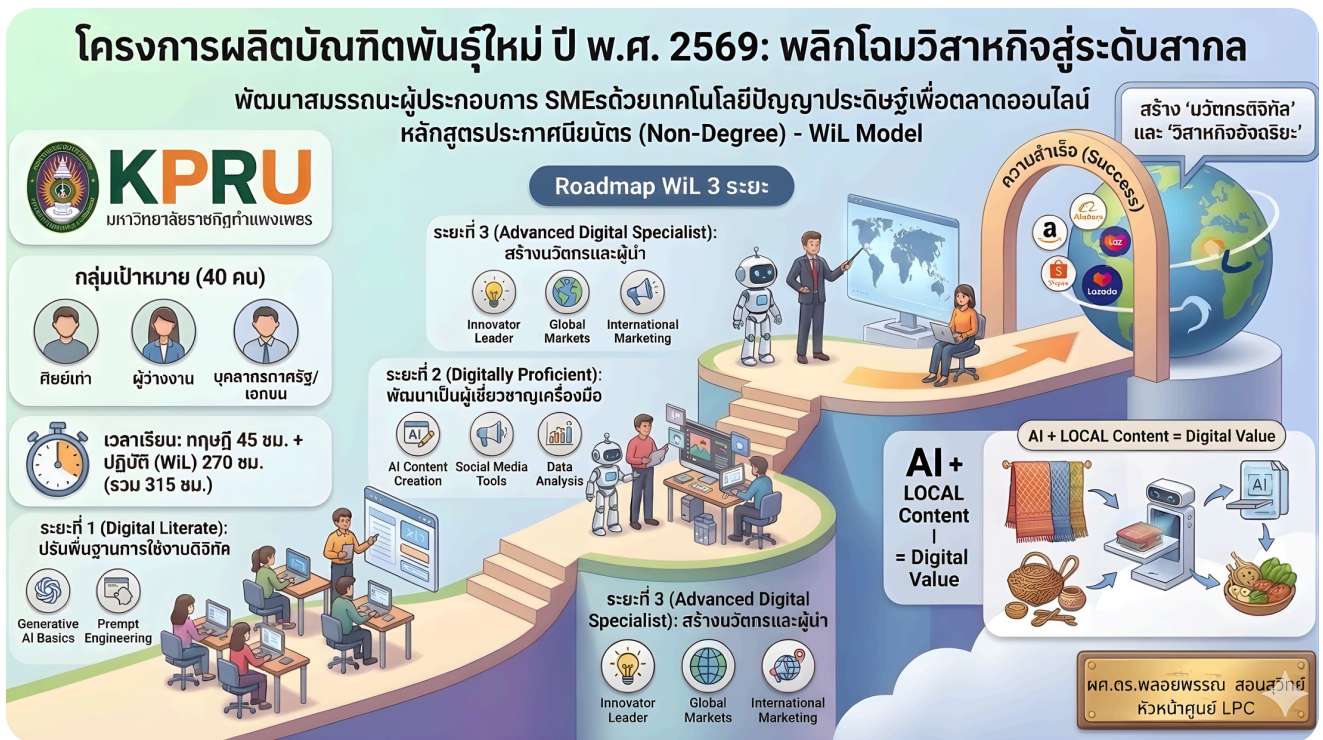 โครงการผลิตบัณฑิตพันธุ์ใหม่ ปี พ.ศ. 2569: พลิกโฉมวิสาหกิจสู่ระดับสากล
พัฒนาสมรรถนะผู้ประกอบการ SMEsด้วยเทคโนโลยีปัญญาประดิษฐ์เพื่อตลาดออนไลน์
หลักสูตรประกาศนียบัตร (Non-Degree) - WiL Model
สร้าง 'นวัตกรดิจิทัล'
และ 'วิสาหกิจอัจฉริยะ'
KPRU
มหาวิทยาลัยราชภัฏกำแพงเพชร
กลุ่มเป้าหมาย (40 คน)
ศิษย์เก่า
ผู้ว่างงาน
บุคลากรภาครัฐ/
เอกชน
เวลาเรียน: ทฤษฎี 45 ชม. +
ปฏิบัติ (WiL) 270 ชม.
(รวม 315 ชม.)
Roadmap WiL 3 ระยะ
ระยะที่ 1 (Digital Literate):
ปรับพื้นฐานการใช้งานดิจิทัค
Generative
AI Basics
Prompt
Engineering
ระยะที่ 2 (Digitally Proficient):
พัฒนาเป็นผู้เชี่ยวชาญเครื่องมือ
AI
AI Content
Creation
Social Media
Tools
Data
Analysis
ระยะที่ 3 (Advanced Digital Specialist):
สร้างนวัตกรและผู้นำ
Innovator
Leader
Global
Markets
International
Marketing
ระยะที่ 3 (Advanced Digital
Specialist): สร้างนวัตกรและผู้นำ
Innovator
Leader
Global
Markets
International
Marketing
ความสำเร็จ (Success)
a
Laz
Shopee
Lazada
AI +
LOCAL
Content
= Digital
Value
AI + LOCAL Content = Digital Value
AI
ผศ.ดร.พลอยพรรณ สอนสุวิทย์
หัวหน้าศูนย์ LPC